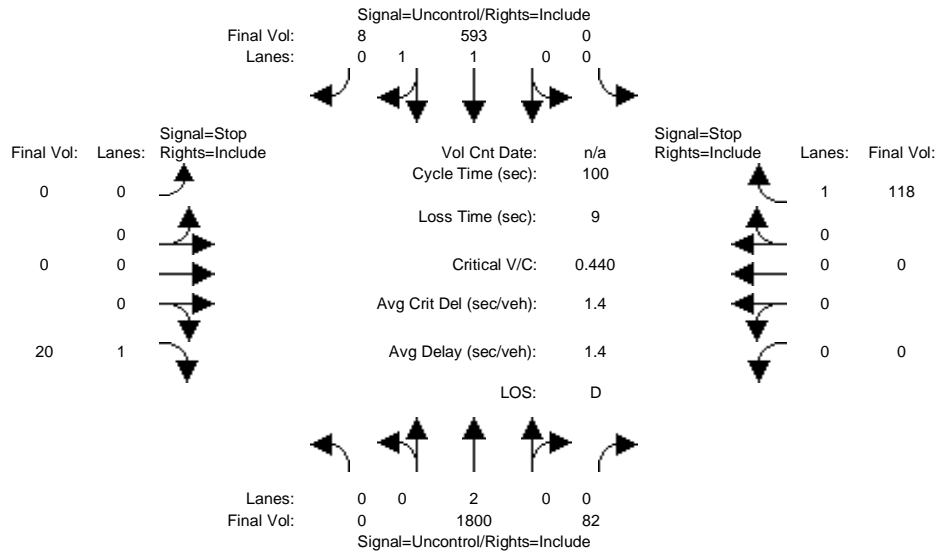 Signal=Uncontrol/Rights=Include
Final Vol: 8 593 0
Lanes: 0 1 1 0 0
Signal=Stop Signal=Stop
Final Vol: Lanes: Rights=Include Vol Cnt Date: n/a Rights=Include Lanes: Final Vol:
Cycle Time (sec): 100
0 0 1 118
Loss Time (sec): 9
0 0
0 0 Critical V/C: 0.440 0 0
0 Avg Crit Del (sec/veh): 1.4 0
20 1 Avg Delay (sec/veh): 1.4 0 0
LOS: D
Lanes: 0 0 2 0 0
Final Vol: 0 1800 82
Signal=Uncontrol/Rights=Include